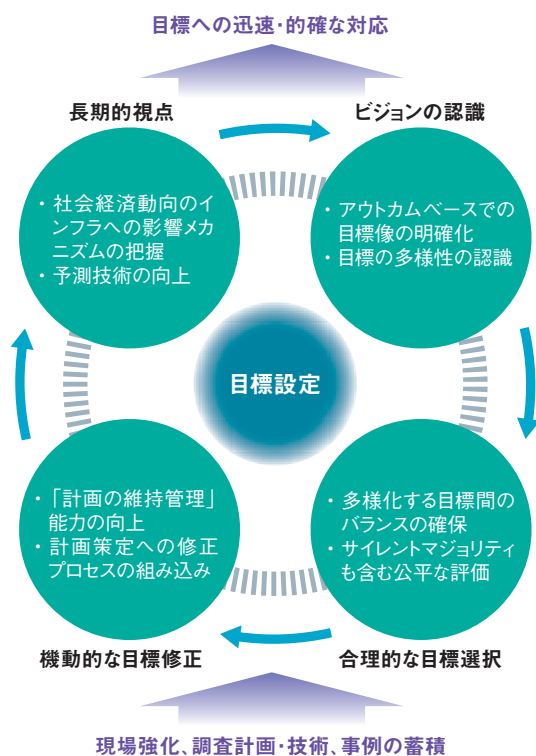 目標への迅速・的確な対応
長期的視点
ビジョンの認識
・社会経済動向のイ
ンフラへの影響メカ
ニズムの把握
・予測技術の向上
・アウトカムベースでの
目標像の明確化
・目標の多様性の認識
目標設定
・「計画の維持管理」
能力の向上
・計画策定への修正
プロセスの組み込み
・多様化する目標間の
バランスの確保
・サイレントマジョリティ
も含む公平な評価
機動的な目標修正
合理的な目標選択
現場強化、調査計画・技術、事例の蓄積